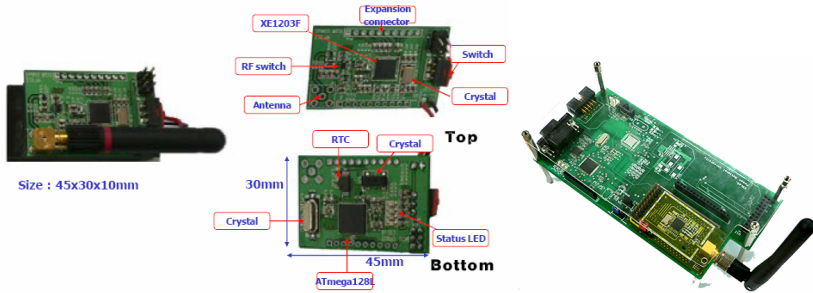 Expansion
connector
XE1203F
RF switch
Switch
Antenna
Crystal
Top
Size : 45x30x10mm
RTC
Crystal
30mm
Crystal
Status LED
45mm
Bottom
ATmega128L